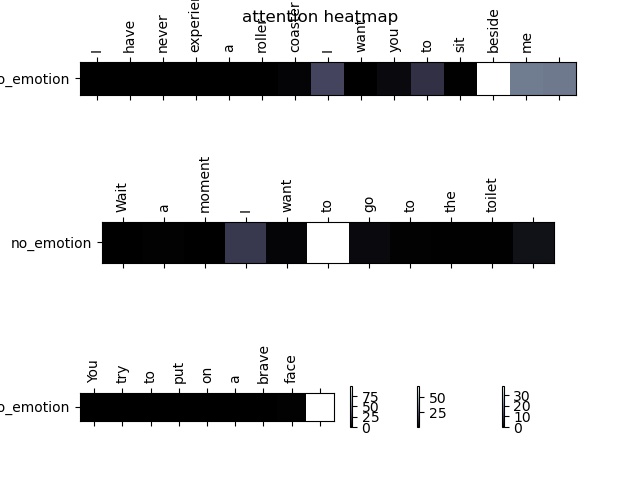 attention heatmap
I have never experien a roller coaster I want you to sit beside me
o_emotion
Wait a moment I want to go to the toilet
no_emotion
You try to put on a brave face
o_emotion
75 50 30
50 25 20
25 10
0 0